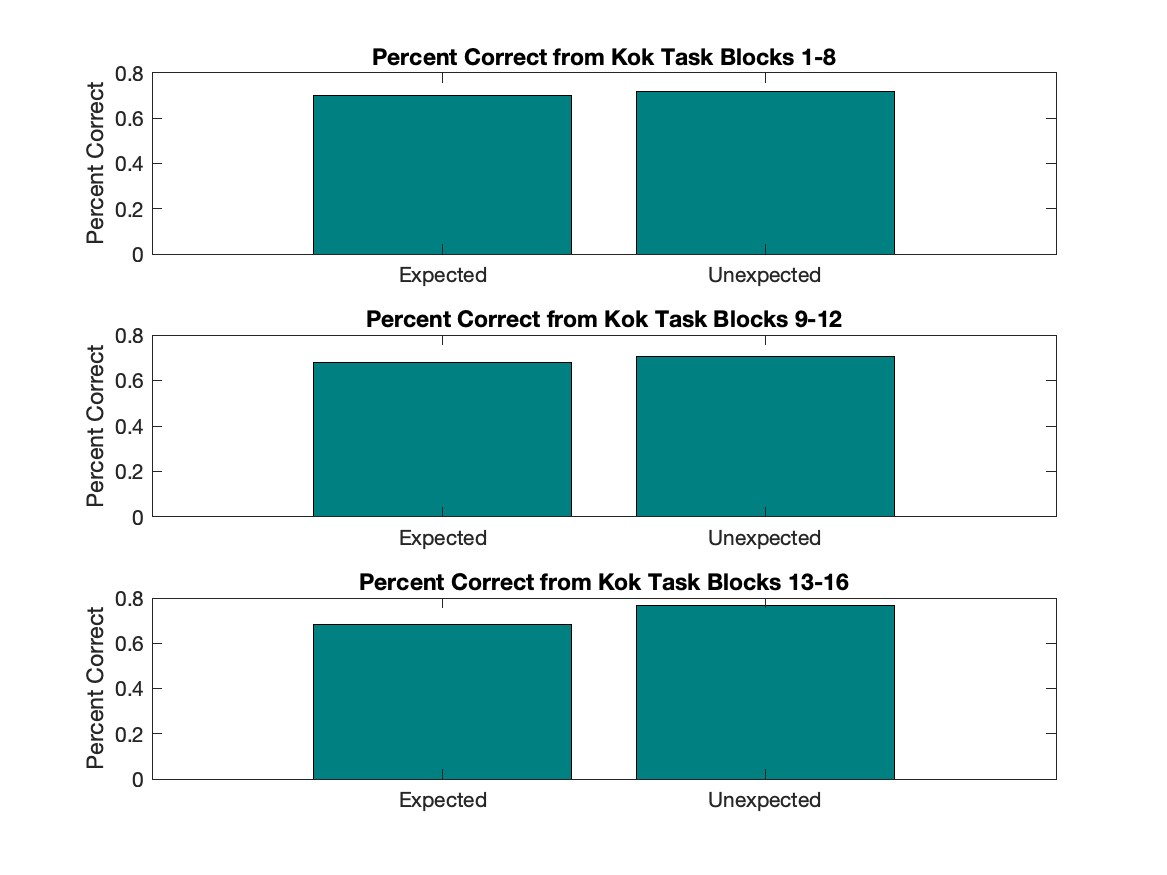 Percent Correct from Kok Task Blocks 1-8
Percent Correct
0.8
0.6
0.4
0.2
0
Expected Unexpected
Percent Correct from Kok Task Blocks 9-12
Percent Correct
0.8
0.6
0.4
0.2
0
Expected Unexpected
Percent Correct from Kok Task Blocks 13-16
Percent Correct
0.8
0.6
0.4
0.2
0
Expected Unexpected